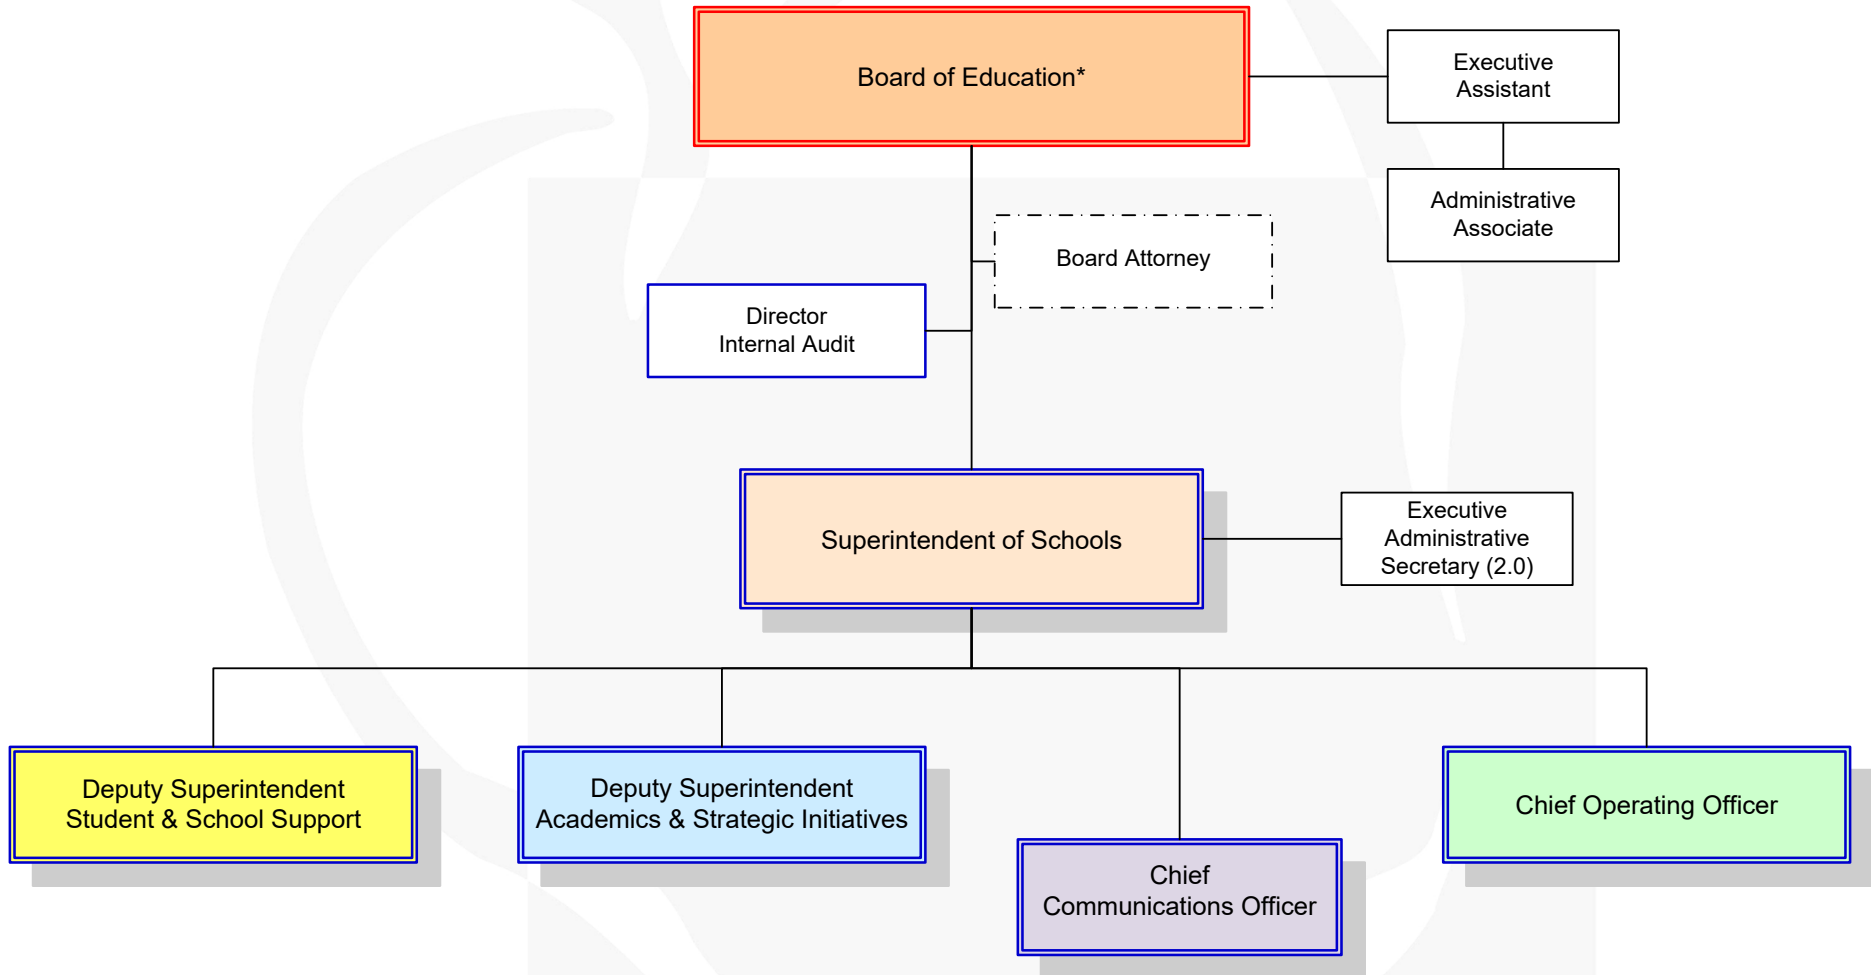 Board of Education*
Executive
Assistant
Administrative
Associate
Board Attorney
Director
Internal Audit
Superintendent of Schools
Executive
Administrative
Secretary (2.0)
Deputy Superintendent
Student & School Support
Deputy Superintendent
Academics & Strategic Initiatives
Chief
Communications Officer
Chief Operating Officer